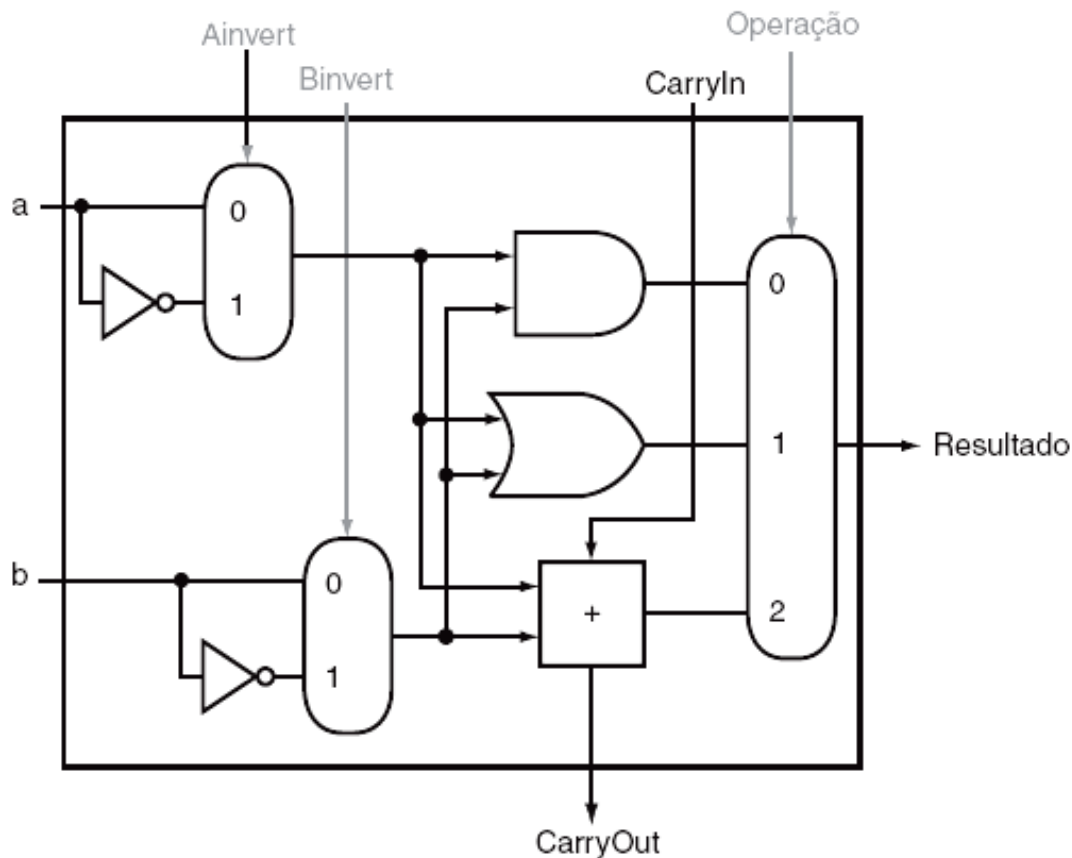 Ainvert
Operação
Binvert
CarryIn
a
0
1
0
1
Resultado
b
0
1
+
2
CarryOut